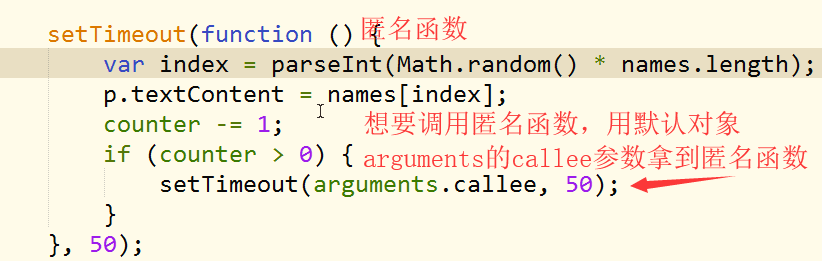 setTimeout(function () { 匿名函数
var index = parseInt(Math.random() * names.length);
p.textContent = names[index];
counter -= 1; 想要调用匿名函数，用默认对象
if (counter > 0) { arguments的callee参数拿到匿名函数
setTimeout(arguments.callee, 50);
}
}, 50);